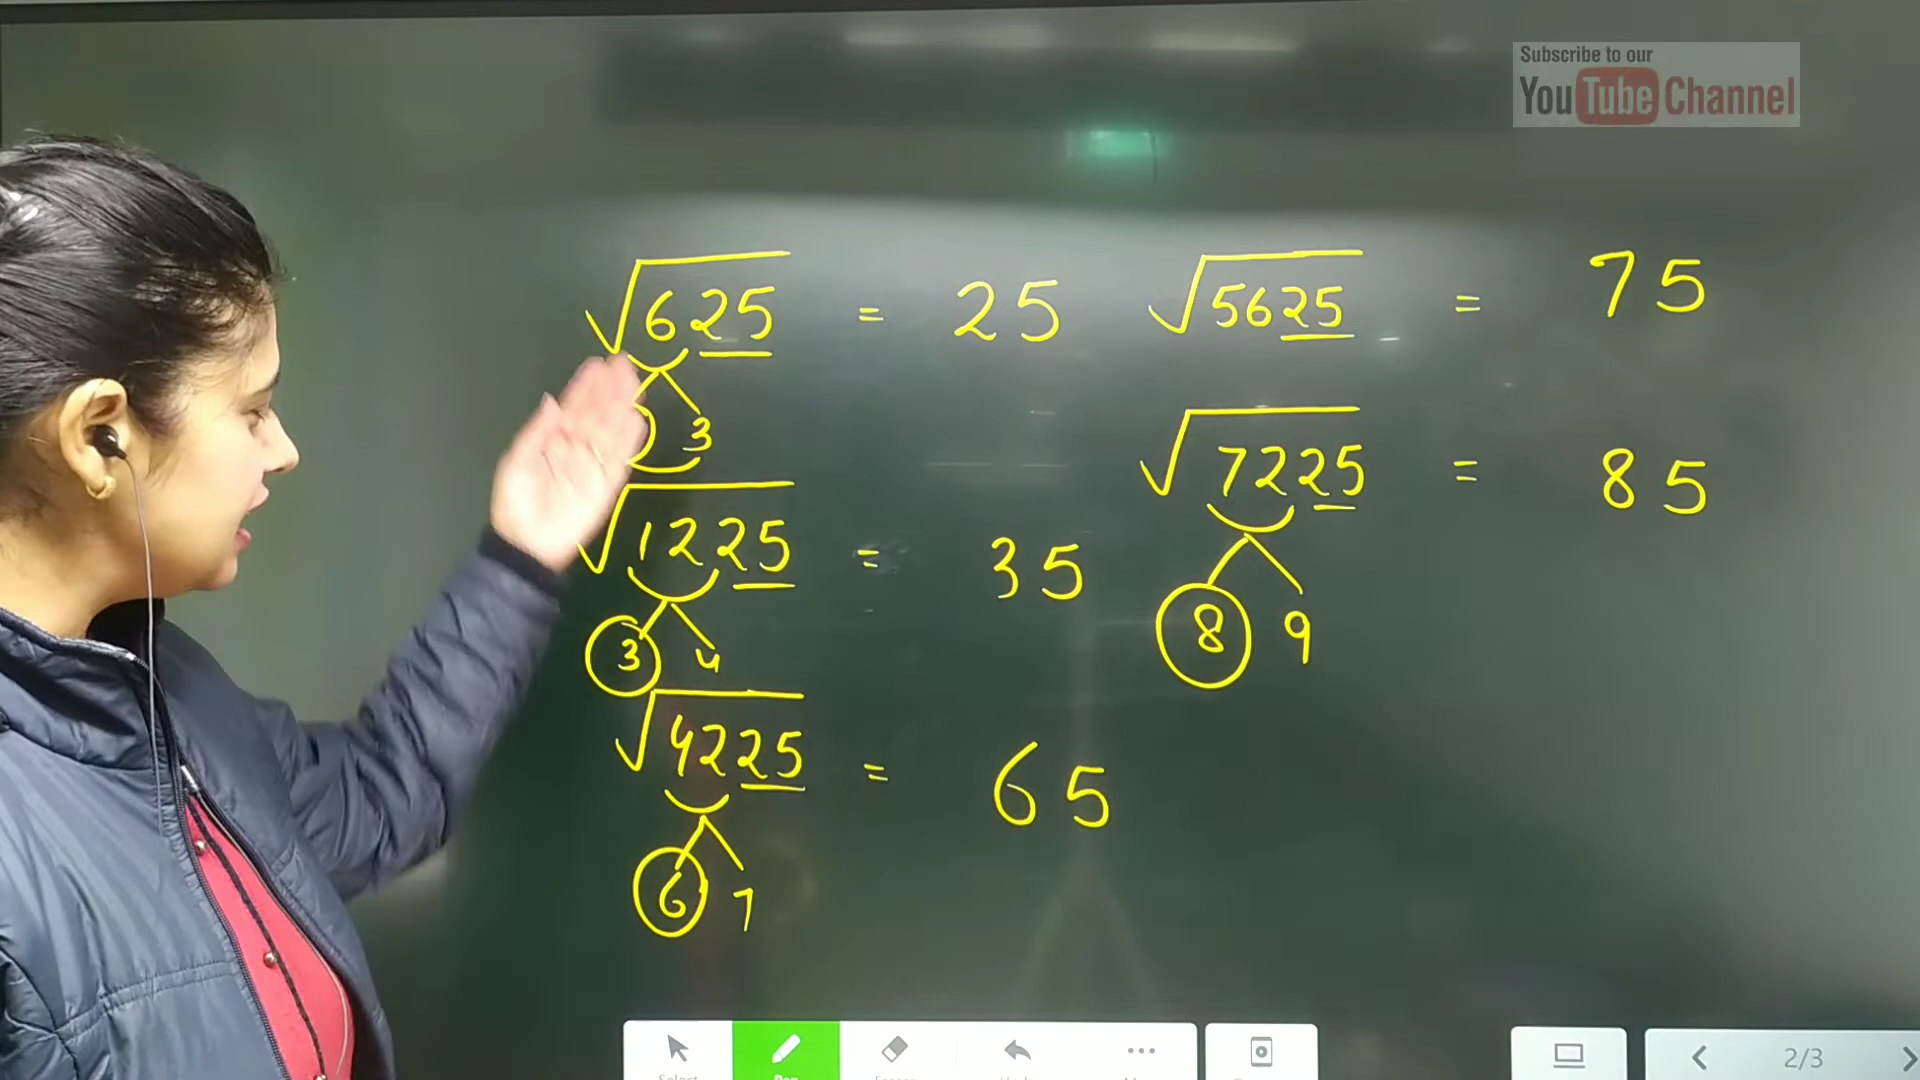 Subscribe to our
YouTube Channel
√625 = 25
3
√1225 = 35
3 4
√4225 = 65
6 7
√5625 = 75
√7225 = 85
8 9
2/3